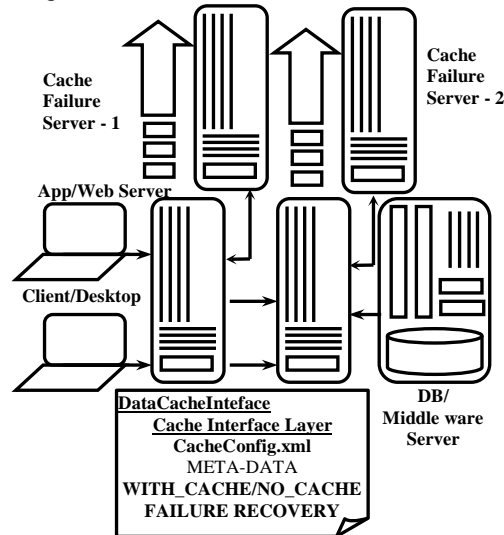 Cache
Failure
Server - 1
Cache
Failure
Server - 2
App/Web Server
Client/Desktop
DB/
Middle ware
Server
DataCacheInteface
Cache Interface Layer
CacheConfig.xml
META-DATA
WITH_CACHE/NO_CACHE
FAILURE RECOVERY